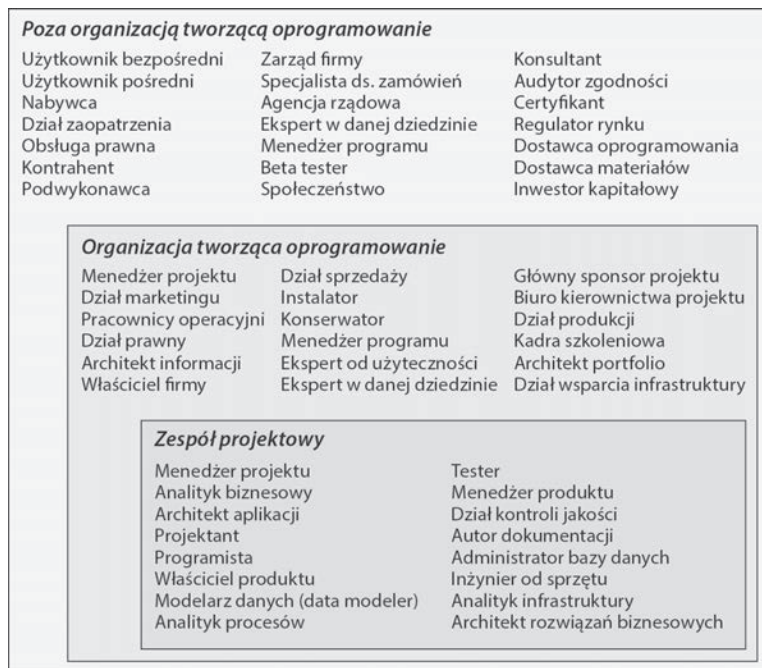 Poza organizacją tworzącą oprogramowanie
Użytkownik bezpośredni Zarząd firmy Konsultant
Użytkownik pośredni Specjalista ds. zamówień Audytor zgodności
Nabywca Agencja rządowa Certyfikant
Dział zaopatrzenia Ekspert w danej dziedzinie Regulator rynku
Obsługa prawna Menedżer programu Dostawca oprogramowania
Kontrahent Beta tester Dostawca materiałów
Podwykonawca Społeczeństwo Inwestor kapitałowy
Organizacja tworząca oprogramowanie
Menedżer projektu Dział sprzedaży Główny sponsor projektu
Dział marketingu Instalator Biuro kierownictwa projektu
Pracownicy operacyjni Konserwator Dział produkcji
Dział prawny Menedżer programu Kadra szkoleniowa
Architekt informacji Ekspert od użyteczności Architekt portfolio
Właściciel firmy Ekspert w danej dziedzinie Dział wsparcia infrastruktury
Zespół projektowy
Menedżer projektu Tester
Analityk biznesowy Menedżer produktu
Architekt aplikacji Dział kontroli jakości
Projektant Autor dokumentacji
Programista Administrator bazy danych
Właściciel produktu Inżynier od sprzętu
Modelarz danych (data modeler) Analityk infrastruktury
Analityk procesów Architekt rozwiązań biznesowych